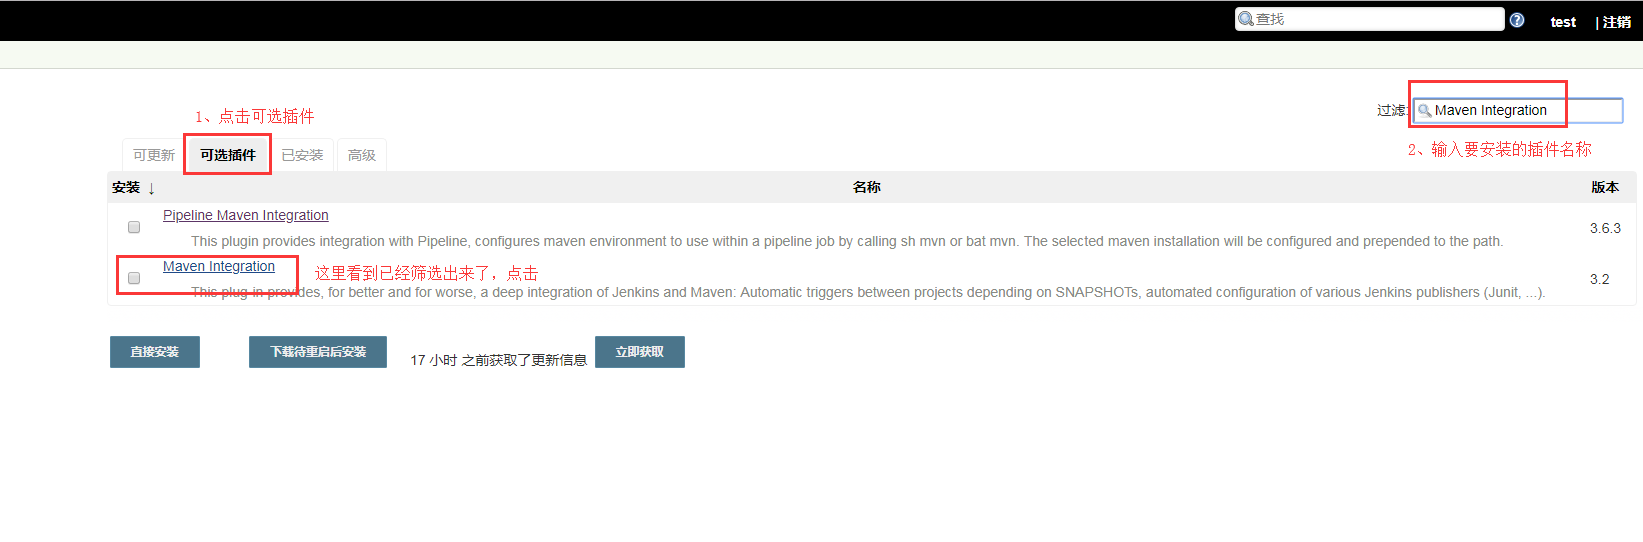 查找
test
| 注销
1、点击可选插件
过滤:
Maven Integration
2、输入要安装的插件名称
可更新
可选插件
已安装
高级
安装 ↓
名称
版本
Pipeline Maven Integration
This plugin provides integration with Pipeline, configures maven environment to use within a pipeline job by calling sh mvn or bat mvn. The selected maven installation will be configured and prepended to the path.
3.6.3
Maven Integration
这里看到已经筛选出来了，点击
This plug-in provides, for better and for worse, a deep integration of Jenkins and Maven: Automatic triggers between projects depending on SNAPSHOTs, automated configuration of various Jenkins publishers (Junit, ...).
3.2
直接安装
下载待重启后安装
17 小时 之前获取了更新信息
立即获取